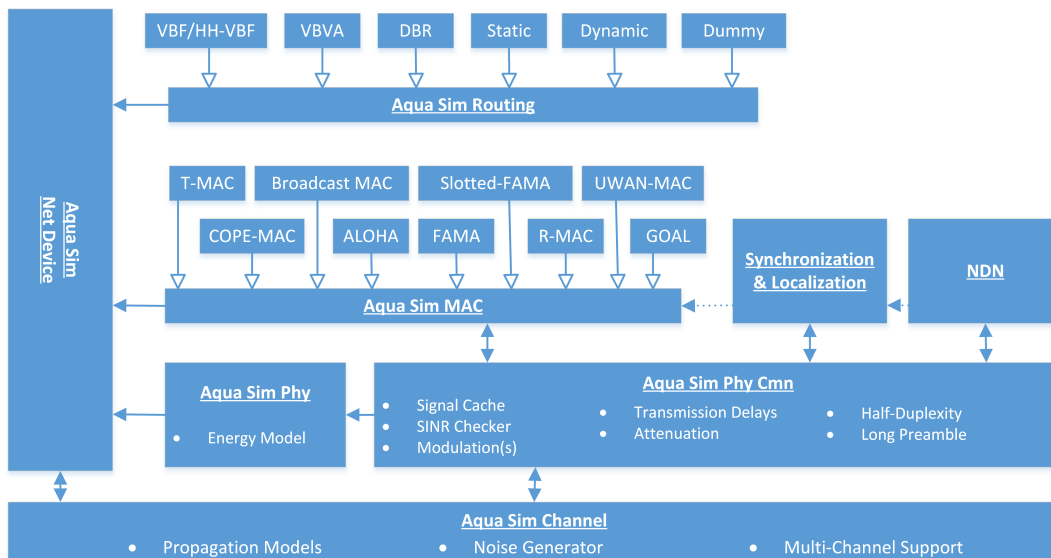 VBF/HH-VBF
VBVA
DBR
Static
Dynamic
Dummy
Aqua Sim Routing
Aqua Sim
Net Device
T-MAC
Broadcast MAC
Slotted-FAMA
UWAN-MAC
COPE-MAC
ALOHA
FAMA
R-MAC
GOAL
Aqua Sim MAC
Synchronization
& Localization
NDN
Aqua Sim Phy
• Energy Model
Aqua Sim Phy Cmn
• Signal Cache
• SINR Checker
• Modulation(s)
• Transmission Delays
• Attenuation
• Half-Duplexity
• Long Preamble
Aqua Sim Channel
• Propagation Models
• Noise Generator
• Multi-Channel Support